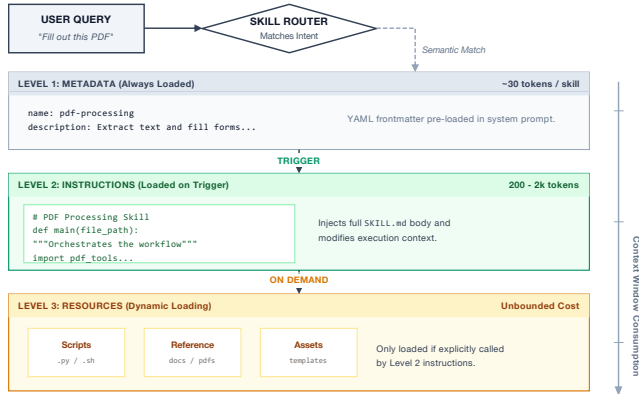 USER QUERY
"Fill out this PDF"
SKILL ROUTER
Matches Intent
Semantic Match
LEVEL 1: METADATA (Always Loaded)
~30 tokens / skill
name: pdf-processing
description: Extract text and fill forms...
YAML frontmatter pre-loaded in system prompt.
TRIGGER
LEVEL 2: INSTRUCTIONS (Loaded on Trigger)
200 - 2k tokens
# PDF Processing Skill
def main(file_path):
"""Orchestrates the workflow"""
import pdf_tools...
Injects full SKILL.md body and
modifies execution context.
ON DEMAND
LEVEL 3: RESOURCES (Dynamic Loading)
Unbounded Cost
Scripts
.py / .sh
Reference
docs / pdfs
Assets
templates
Only loaded if explicitly called
by Level 2 instructions.
Context Window Consumption